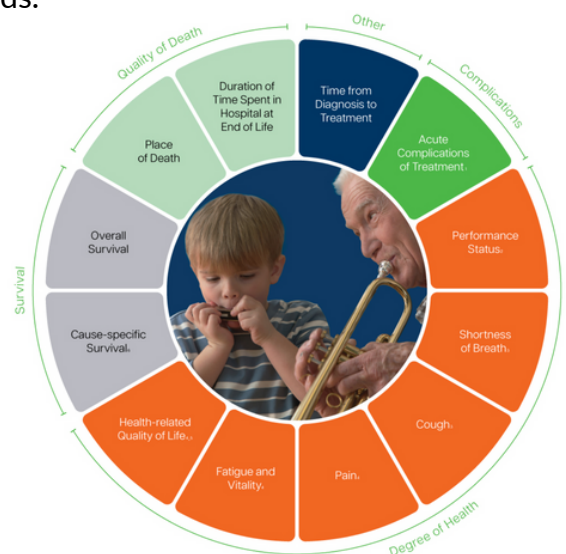 ds.
Quality of Death
Other
Complications
Duration of
Time Spent in
Hospital at
End of Life
Time from
Diagnosis to
Treatment
Place
of Death
Acute
Complications
of Treatment
Overall
Survival
Performance
Status
Survival
Cause-specific
Survival
Shortness
of Breath
Health-related
Quality of Life
Cough
Fatigue and
Vitality
Pain
Degree of Health